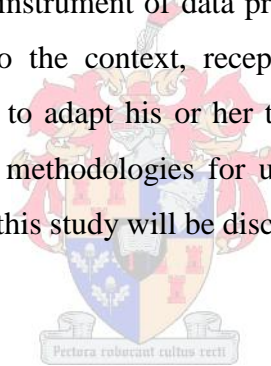 instrument of data pr
o the context, recep
to adapt his or her t
methodologies for u
this study will be disc
Pectora roborant cultus recti